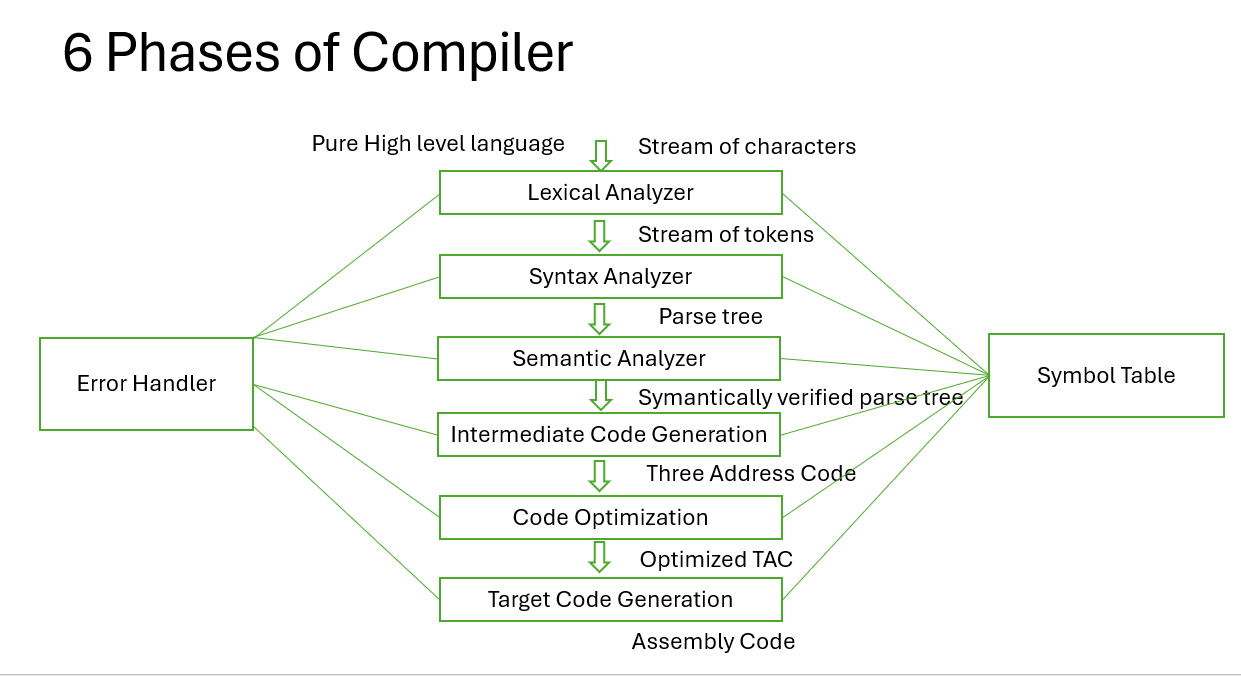 6 Phases of Compiler
Pure High level language
Stream of characters
Lexical Analyzer
Stream of tokens
Syntax Analyzer
Parse tree
Semantic Analyzer
Symantically verified parse tree
Intermediate Code Generation
Three Address Code
Code Optimization
Optimized TAC
Target Code Generation
Assembly Code
Error Handler
Symbol Table